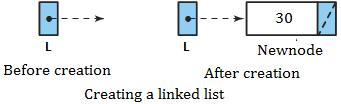 30
L
L
Newnode
Before creation
After creation
Creating a linked list